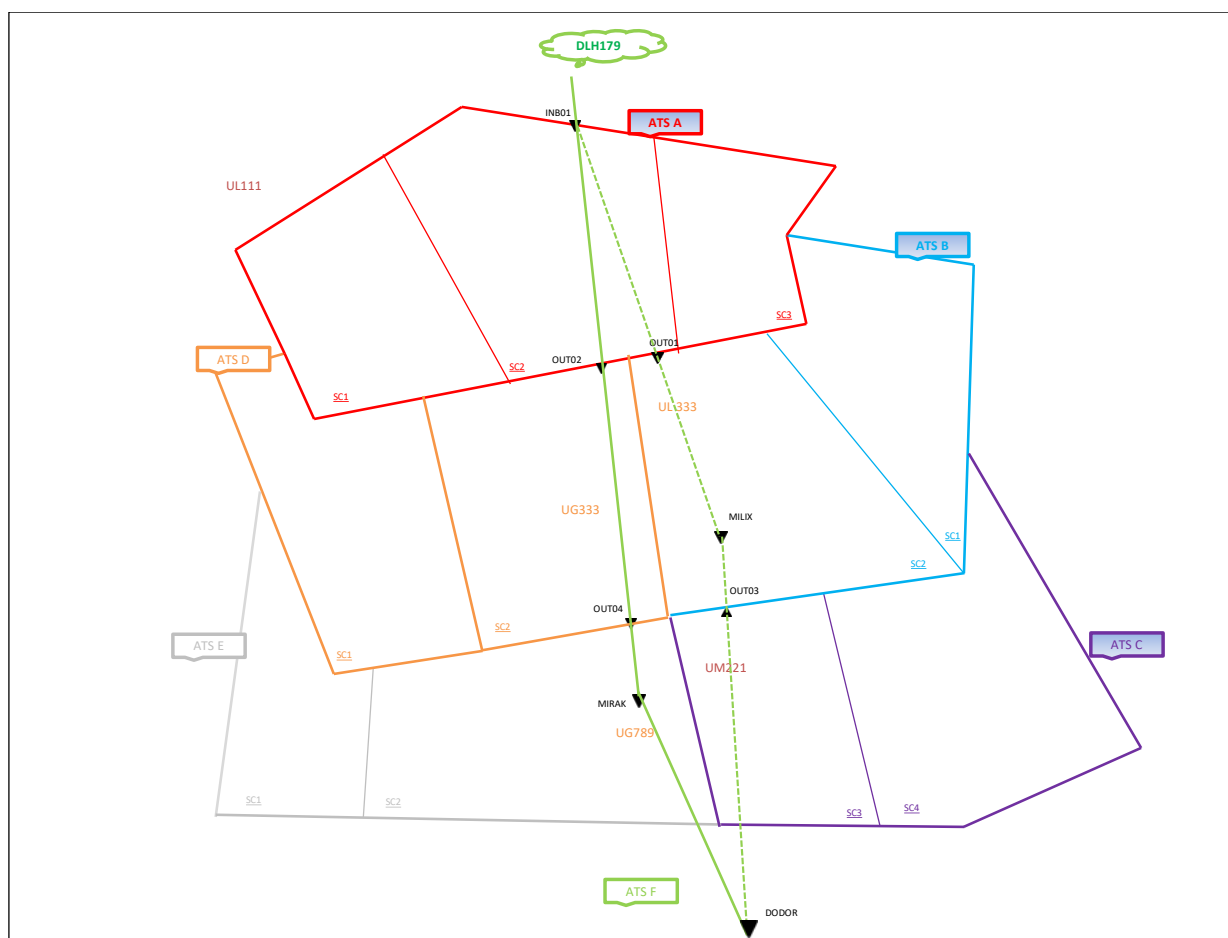 DLH179
INB01
ATS A
UL111
ATS B
SC3
OUT01
OUT02
ATS D
SC2
SC1
UL333
UG333
MILIX
SC1
SC2
OUT03
OUT04
SC2
SC1
ATS E
ATS C
UM221
MIRAK
UG789
SC1
SC2
SC3
SC4
ATS F
DODOR